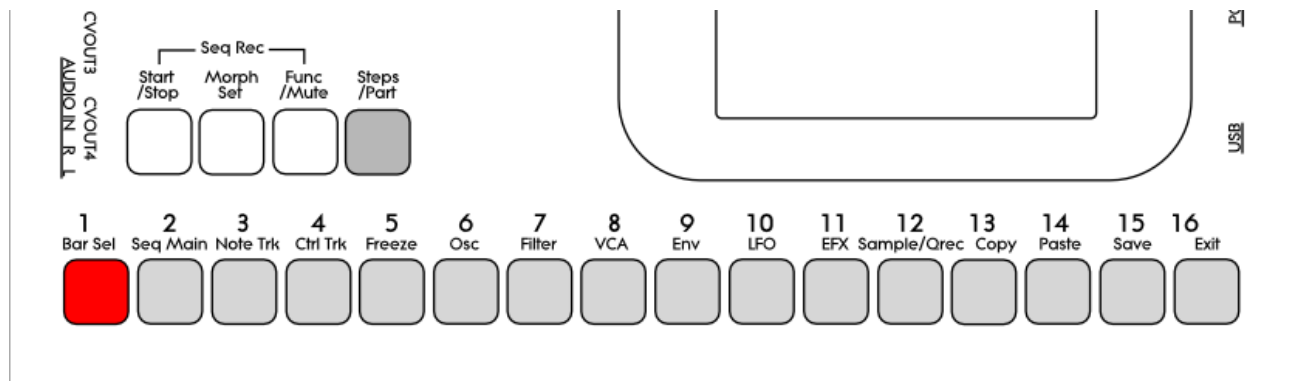 CVOUT3
CVOUT4
AUDIO IN R L
Seq Rec
Start
/Stop
Morph
Set
Func
/Mute
Steps
/Part
USB
1 2 3 4 5 6 7 8 9 10 11 12 13 14 15 16
Bar Sel Seq Main Note Trk Ctrl Trk Freeze Osc Filter VCA Env LFO EFX Sample/Qrec Copy Paste Save Exit